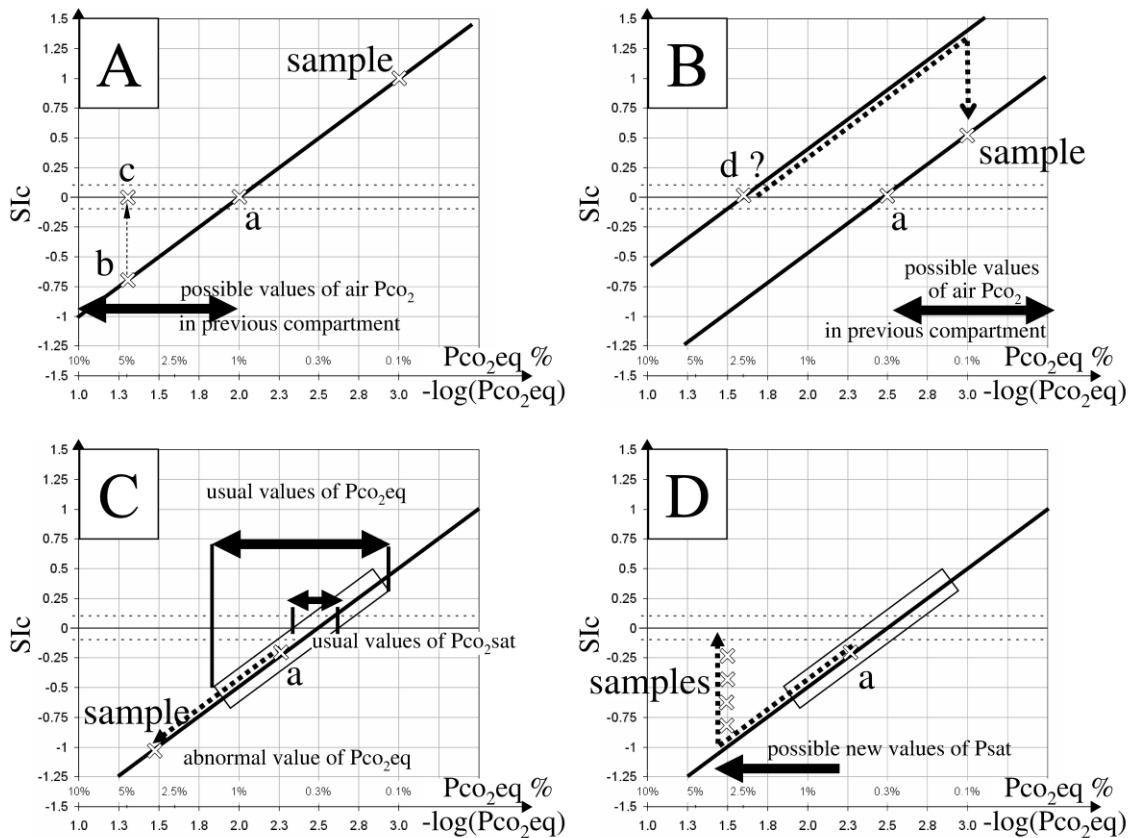 A
1.5
1.25
1
0.75
0.5
0.25
0
-0.25
-0.5
-0.75
-1
-1.25
-1.5
SIc
sample
c
a
b
possible values of air Pco2
in previous compartment
10% 5% 2.5% 1% 0.3% 0.1% Pco2eq %
1.0 1.3 1.5 1.8 2.0 2.3 2.5 2.8 3.0 -log(Pco2eq)
B
1.5
1.25
1
0.75
0.5
0.25
0
-0.25
-0.5
-0.75
-1
-1.25
-1.5
SIc
sample
d ?
a
possible values
of air Pco2
in previous compartment
10% 5% 2.5% 1% 0.3% 0.1% Pco2eq %
1.0 1.3 1.5 1.8 2.0 2.3 2.5 2.8 3.0 -log(Pco2eq)
C
1.5
1.25
1
0.75
0.5
0.25
0
-0.25
-0.5
-0.75
-1
-1.25
-1.5
SIc
usual values of Pco2eq
usual values of Pco2sat
a
sample
abnormal value of Pco2eq
10% 5% 2.5% 1% 0.3% 0.1% Pco2eq %
1.0 1.3 1.5 1.8 2.0 2.3 2.5 2.8 3.0 -log(Pco2eq)
D
1.5
1.25
1
0.75
0.5
0.25
0
-0.25
-0.5
-0.75
-1
-1.25
-1.5
SIc
samples
a
possible new values of Psat
10% 5% 2.5% 1% 0.3% 0.1% Pco2eq %
1.0 1.3 1.5 1.8 2.0 2.3 2.5 2.8 3.0 -log(Pco2eq)